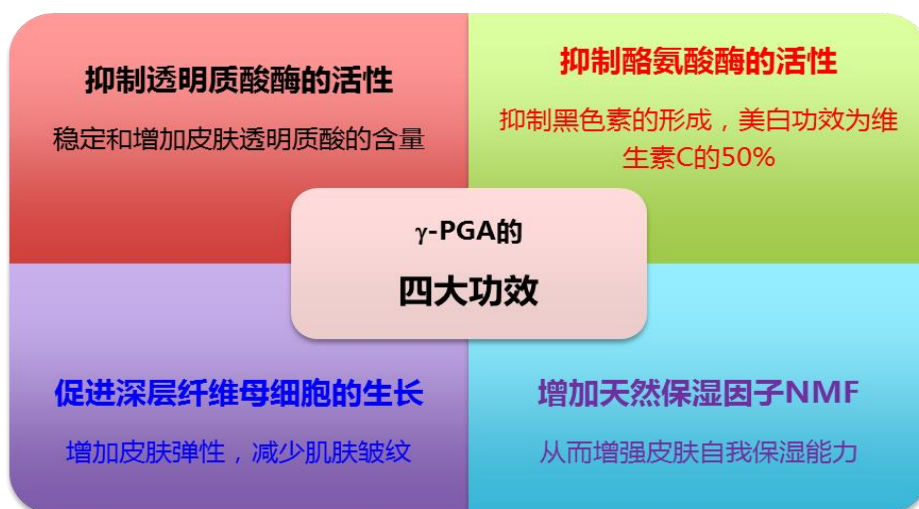 抑制透明质酸酶的活性
稳定和增加皮肤透明质酸的含量
抑制酪氨酸酶的活性
抑制黑色素的形成，美白功效为维
生素C的50%
γ-PGA的
四大功效
促进深层纤维母细胞的生长
增加皮肤弹性，减少肌肤皱纹
增加天然保湿因子NMF
从而增强皮肤自我保湿能力